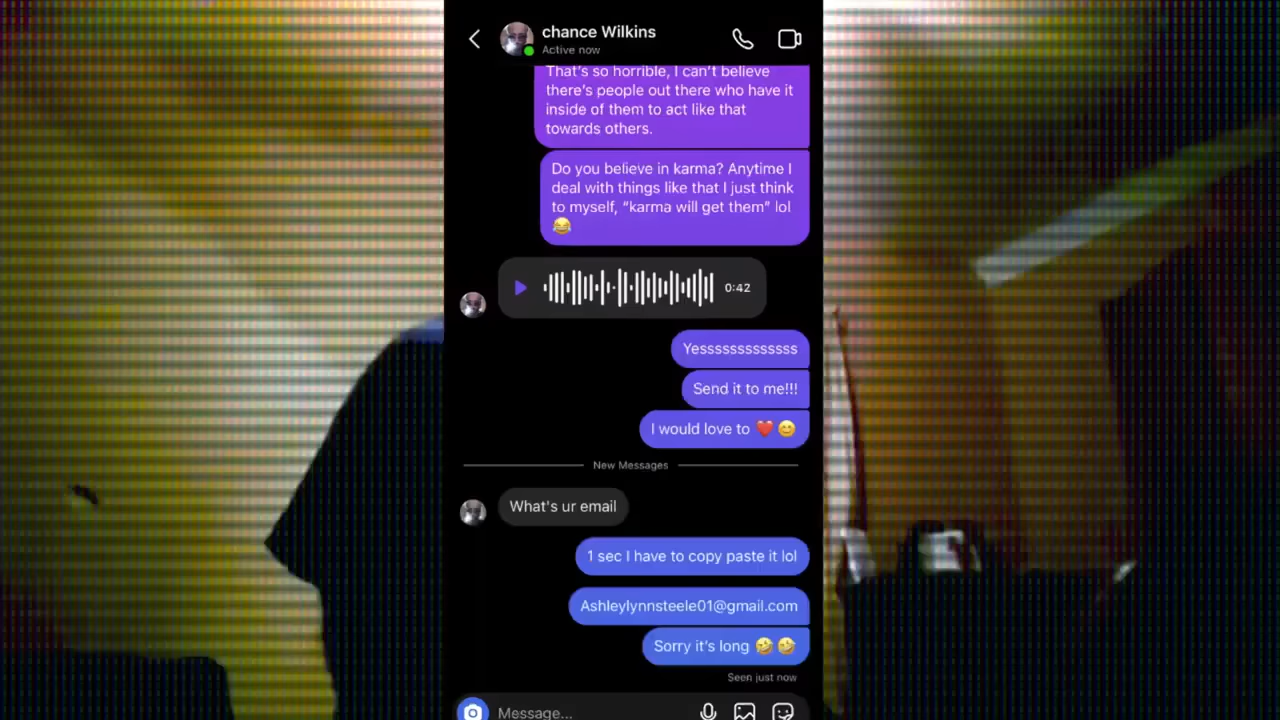 chance Wilkins
Active now
That's so horrible, I can't believe
there's people out there who have it
inside of them to act like that
towards others.
Do you believe in karma? Anytime I
deal with things like that I just think
to myself, “karma will get them” lol
😂
0:42
Yesssssssssssss
Send it to me!!!
I would love to ❤️ 😊
New Messages
What's ur email
1 sec I have to copy paste it lol
Ashleylynnsteele01@gmail.com
Sorry it's long 🤣 🤣
Seen just now
Message...